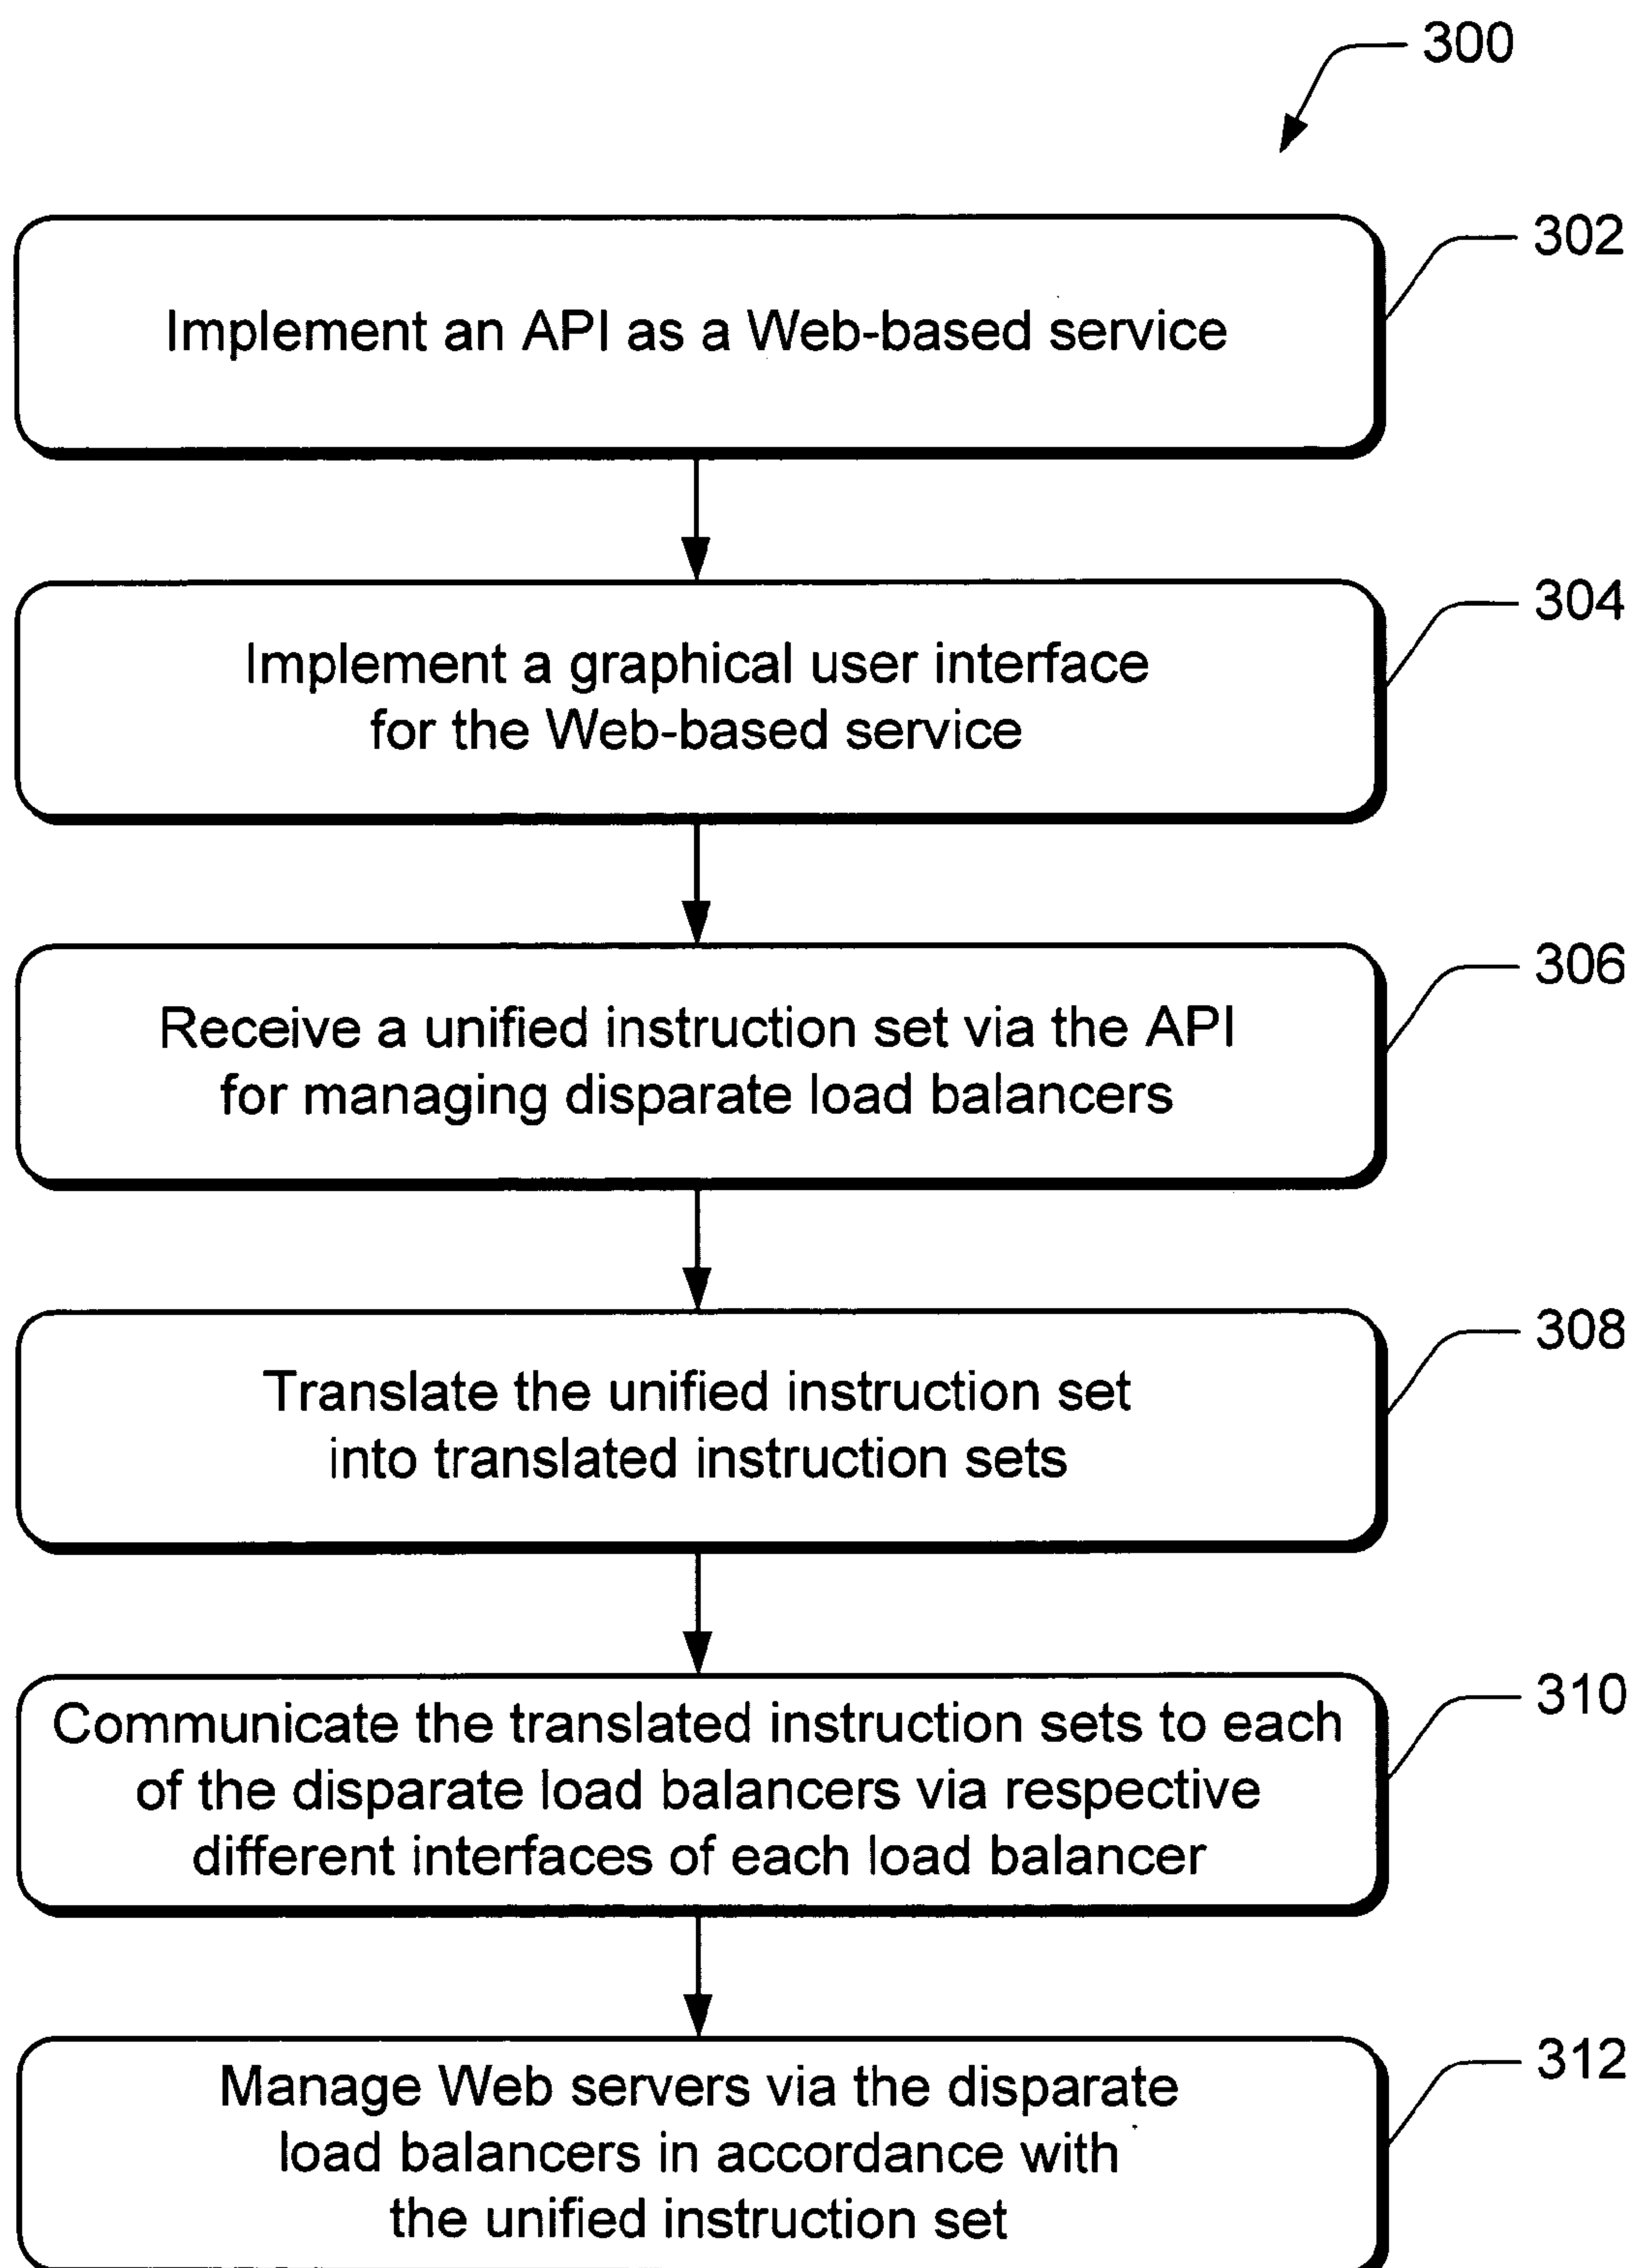 300
302
Implement an API as a Web-based service
304
Implement a graphical user interface
for the Web-based service
306
Receive a unified instruction set via the API
for managing disparate load balancers
308
Translate the unified instruction set
into translated instruction sets
310
Communicate the translated instruction sets to each
of the disparate load balancers via respective
different interfaces of each load balancer
312
Manage Web servers via the disparate
load balancers in accordance with
the unified instruction set